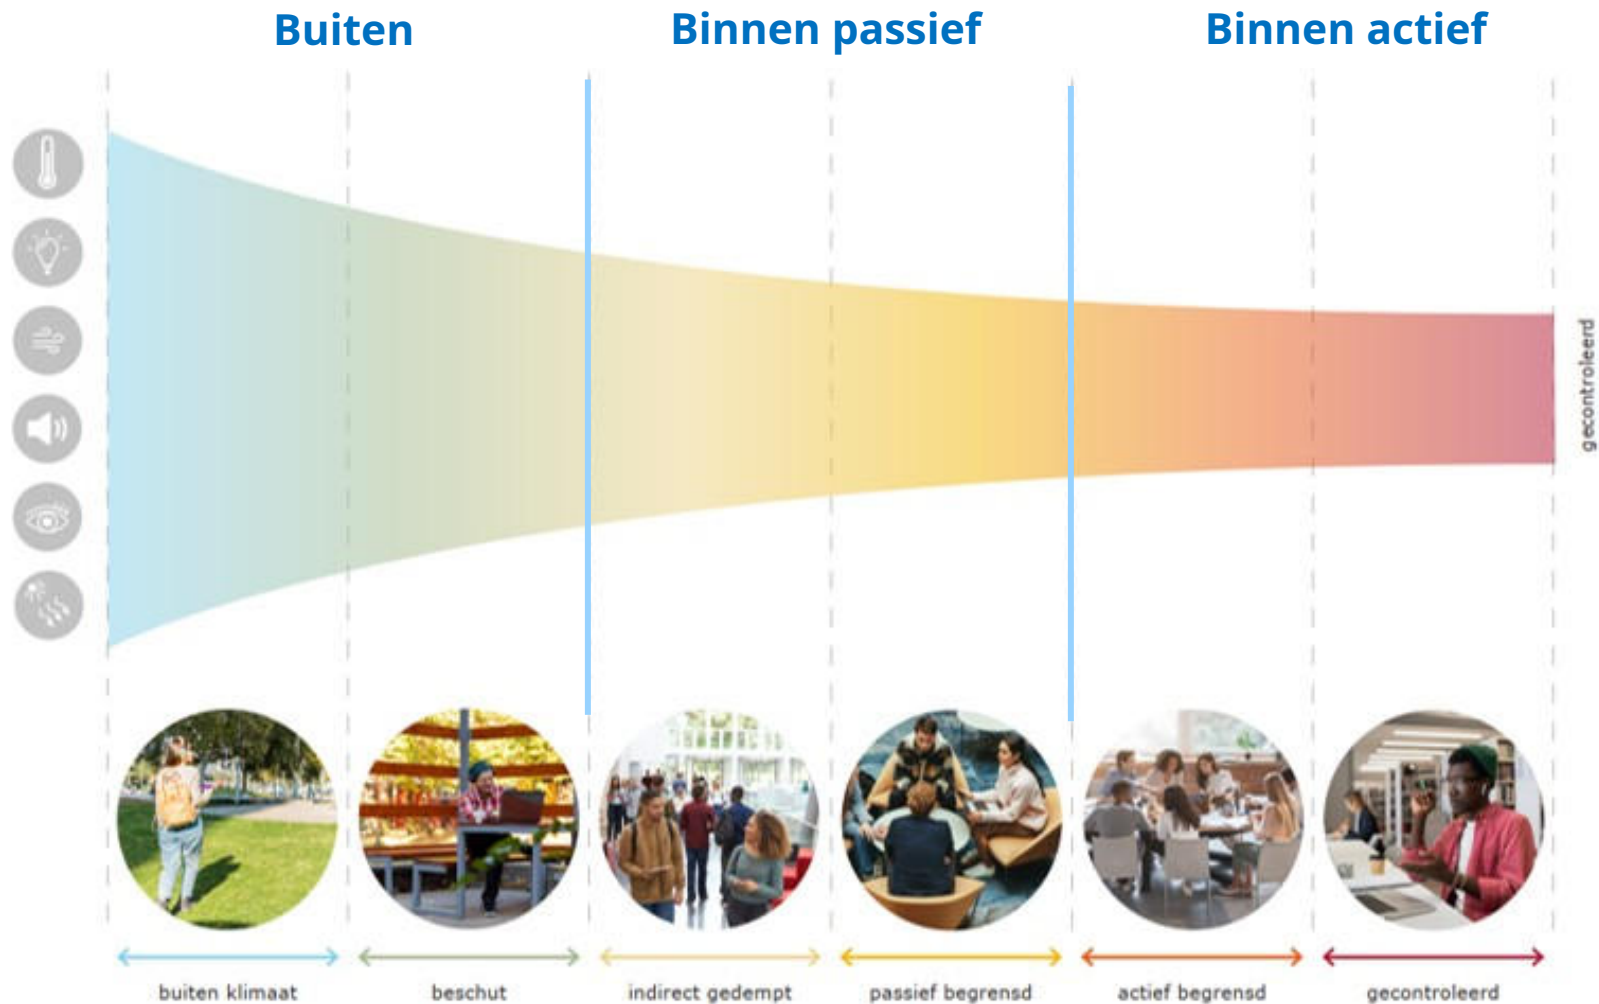 Buiten
Binnen passief
Binnen actief
gecontroleerd
buiten klimaat
beschut
indirect gedempt
passief begrensd
actief begrensd
gecontroleerd